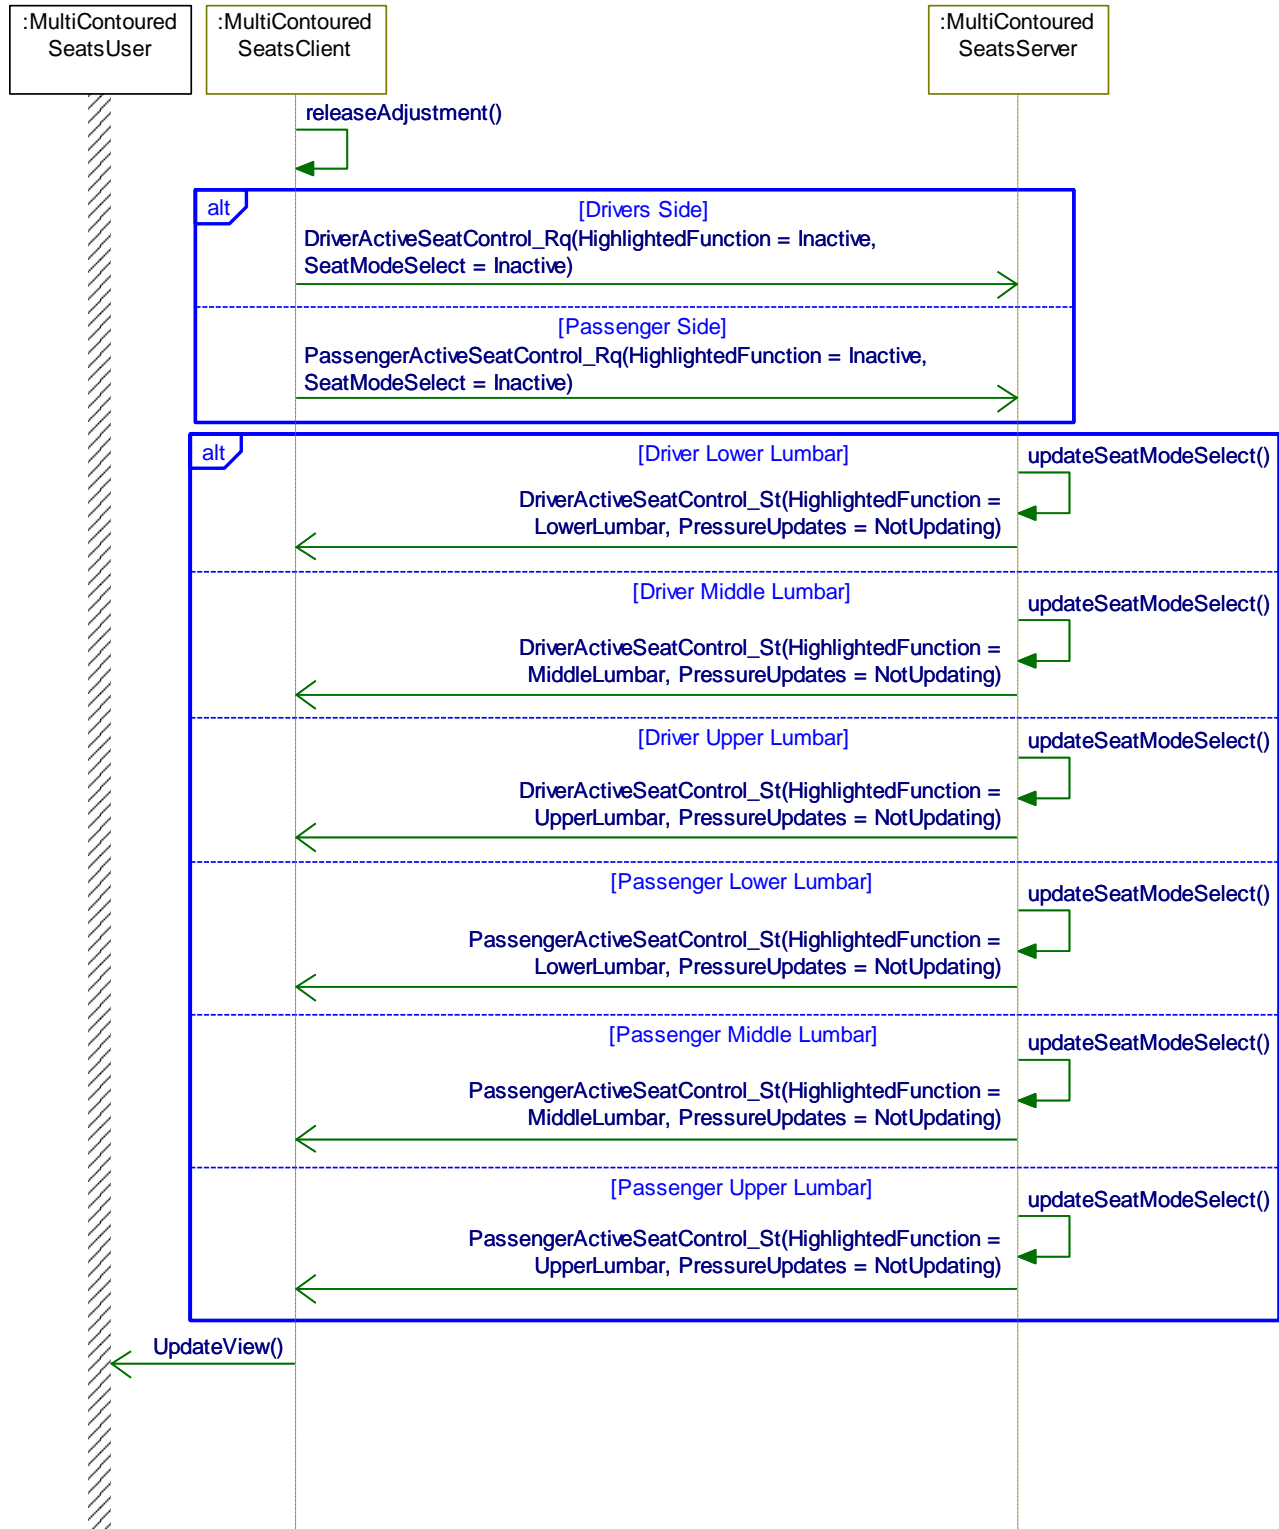 :MultiContoured
SeatsUser
:MultiContoured
SeatsClient
:MultiContoured
SeatsServer
releaseAdjustment()
alt
[Drivers Side]
DriverActiveSeatControl_Rq(HighlightedFunction = Inactive,
SeatModeSelect = Inactive)
[Passenger Side]
PassengerActiveSeatControl_Rq(HighlightedFunction = Inactive,
SeatModeSelect = Inactive)
alt
[Driver Lower Lumbar]
updateSeatModeSelect()
DriverActiveSeatControl_St(HighlightedFunction =
LowerLumbar, PressureUpdates = NotUpdating)
[Driver Middle Lumbar]
updateSeatModeSelect()
DriverActiveSeatControl_St(HighlightedFunction =
MiddleLumbar, PressureUpdates = NotUpdating)
[Driver Upper Lumbar]
updateSeatModeSelect()
DriverActiveSeatControl_St(HighlightedFunction =
UpperLumbar, PressureUpdates = NotUpdating)
[Passenger Lower Lumbar]
updateSeatModeSelect()
PassengerActiveSeatControl_St(HighlightedFunction =
LowerLumbar, PressureUpdates = NotUpdating)
[Passenger Middle Lumbar]
updateSeatModeSelect()
PassengerActiveSeatControl_St(HighlightedFunction =
MiddleLumbar, PressureUpdates = NotUpdating)
[Passenger Upper Lumbar]
updateSeatModeSelect()
PassengerActiveSeatControl_St(HighlightedFunction =
UpperLumbar, PressureUpdates = NotUpdating)
UpdateView()